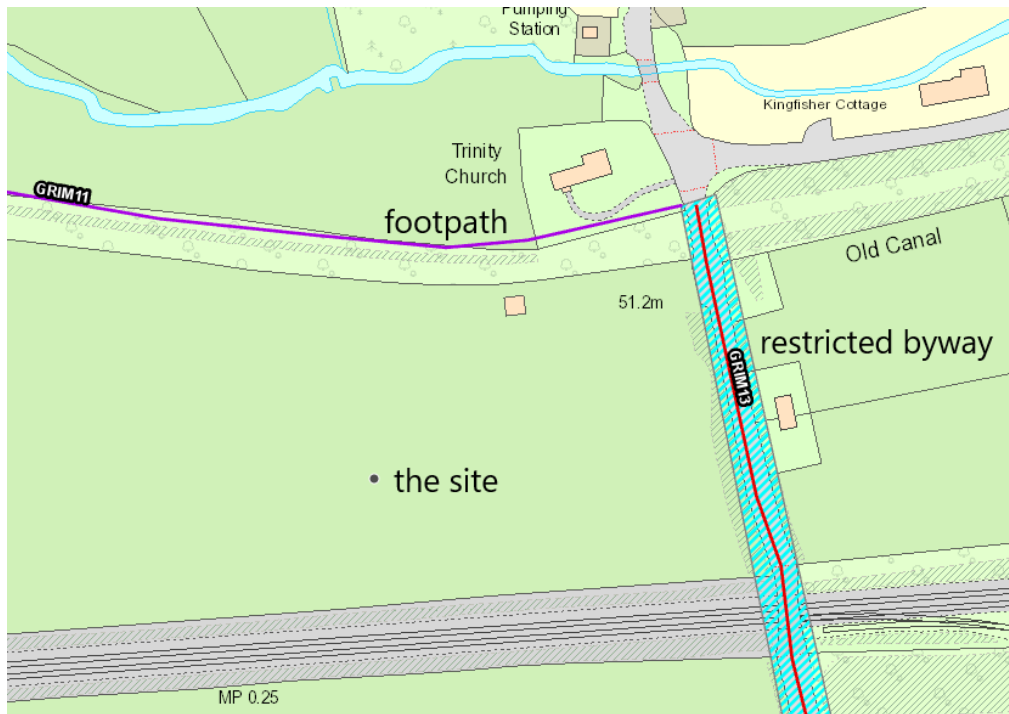 Pumping
Station
Kingfisher Cottage
Trinity
Church
GRIM11
footpath
Old Canal
51.2m
restricted byway
GRIM13
the site
MP 0.25